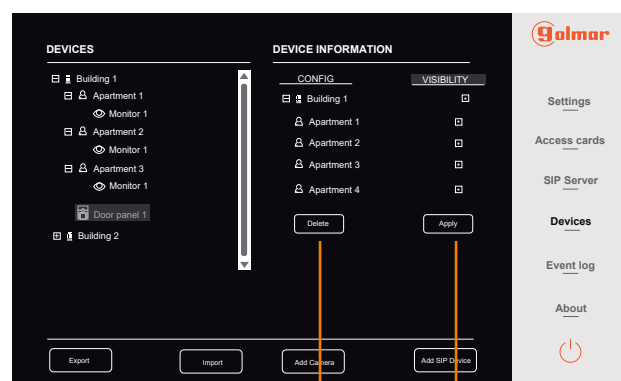 golmar
DEVICES
DEVICE INFORMATION
Building 1
Apartment 1
Monitor 1
Apartment 2
Monitor 1
Apartment 3
Monitor 1
Door panel 1
Building 2
CONFIG
VISIBILITY
Building 1
Apartment 1
Apartment 2
Apartment 3
Apartment 4
Delete
Apply
Export
Import
Add Camera
Add SIP Device
Settings
Access cards
SIP Server
Devices
Event log
About